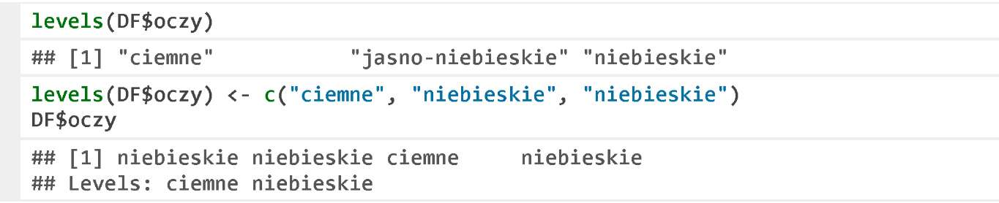 levels(DF$oczy)
## [1] "ciemne"           "jasno-niebieskie" "niebieskie"
levels(DF$oczy) <- c("ciemne", "niebieskie", "niebieskie")
DF$oczy
## [1] niebieskie niebieskie ciemne     niebieskie
## Levels: ciemne niebieskie